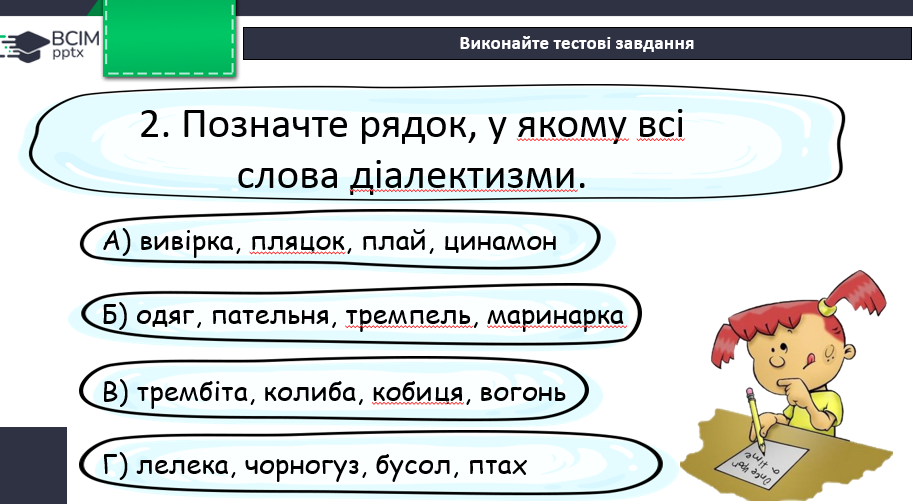 ВСІМ
pptx
Виконайте тестові завдання
2. Позначте рядок, у якому всі
слова діалектизми.
А) вивірка, пляцок, плай, цинамон
Б) одяг, пательня, тремпель, маринарка
В) трембіта, колиба, кобиця, вогонь
Г) лелека, чорногуз, бусол, птах
Once upon
a time